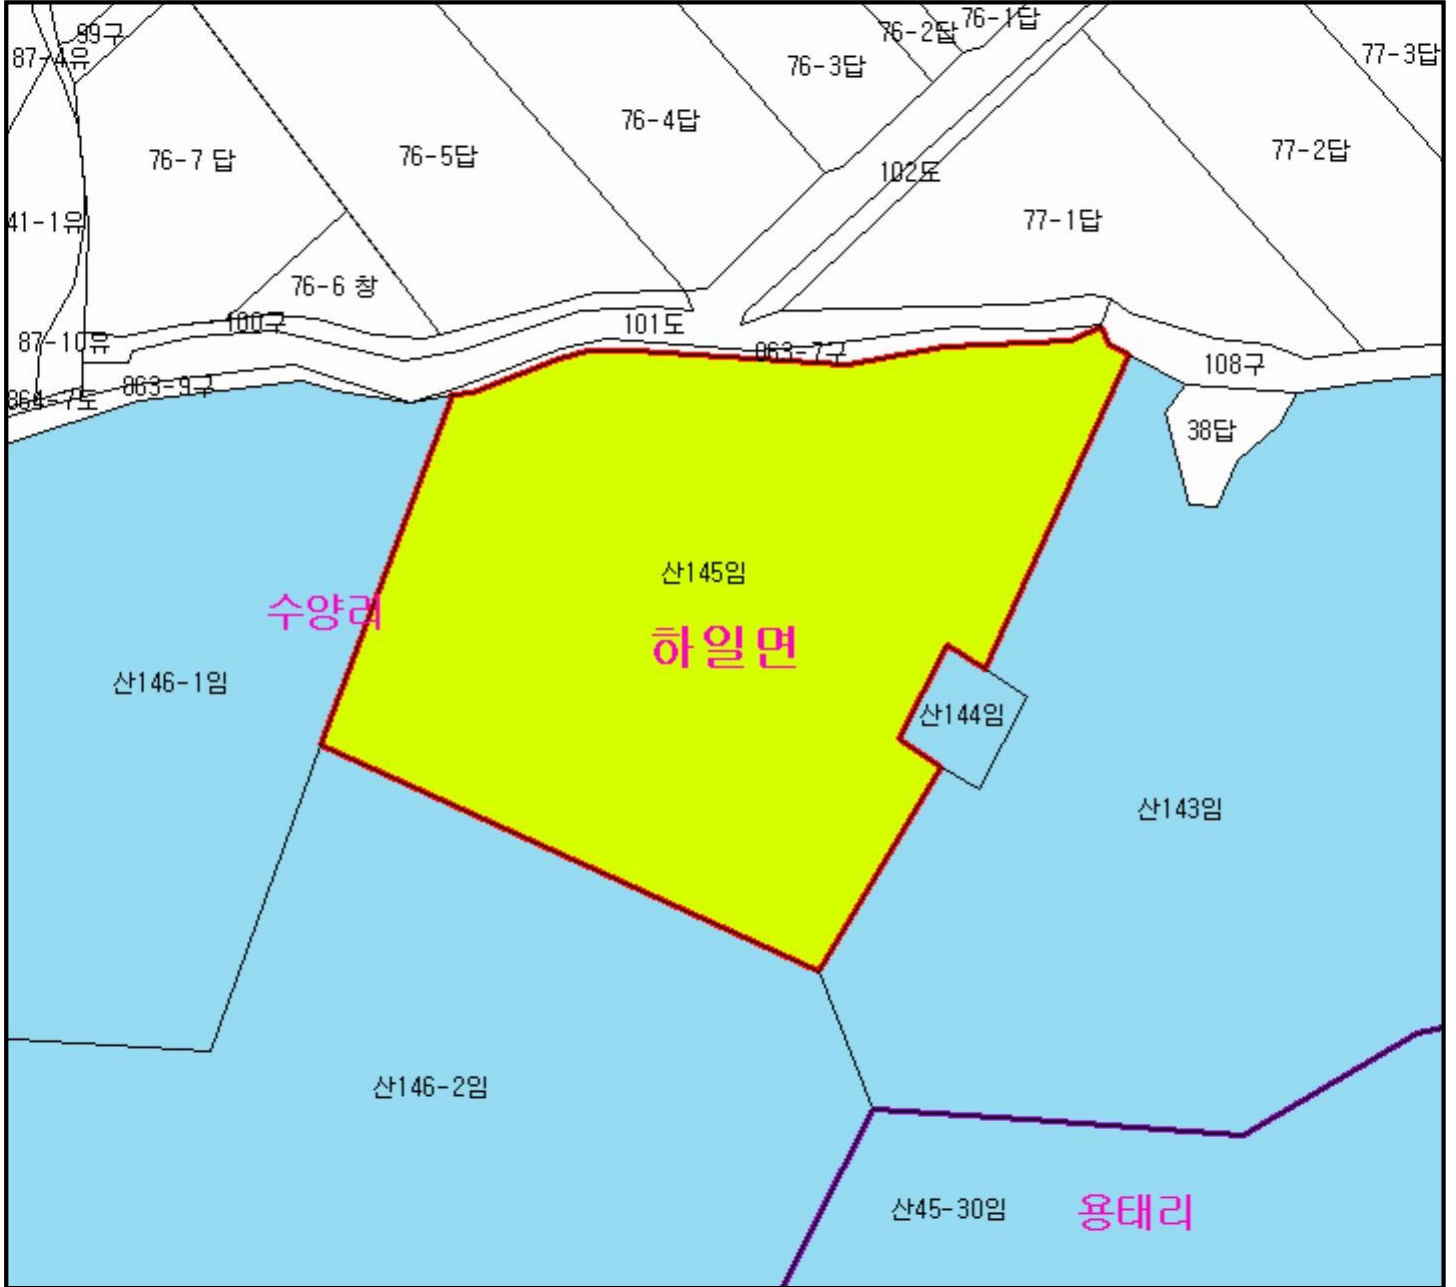 99구
76-2답
76-1답
87-4유
76-3답
77-3답
76-4답
76-7 답
76-5답
77-2답
102도
41-1유
77-1답
76-6 창
100구
101도
87-10유
863-7구
108구
863-9구
864-7도
38답
산145임
수양리
하일면
산146-1임
산144임
산143임
산146-2임
산45-30임
용태리